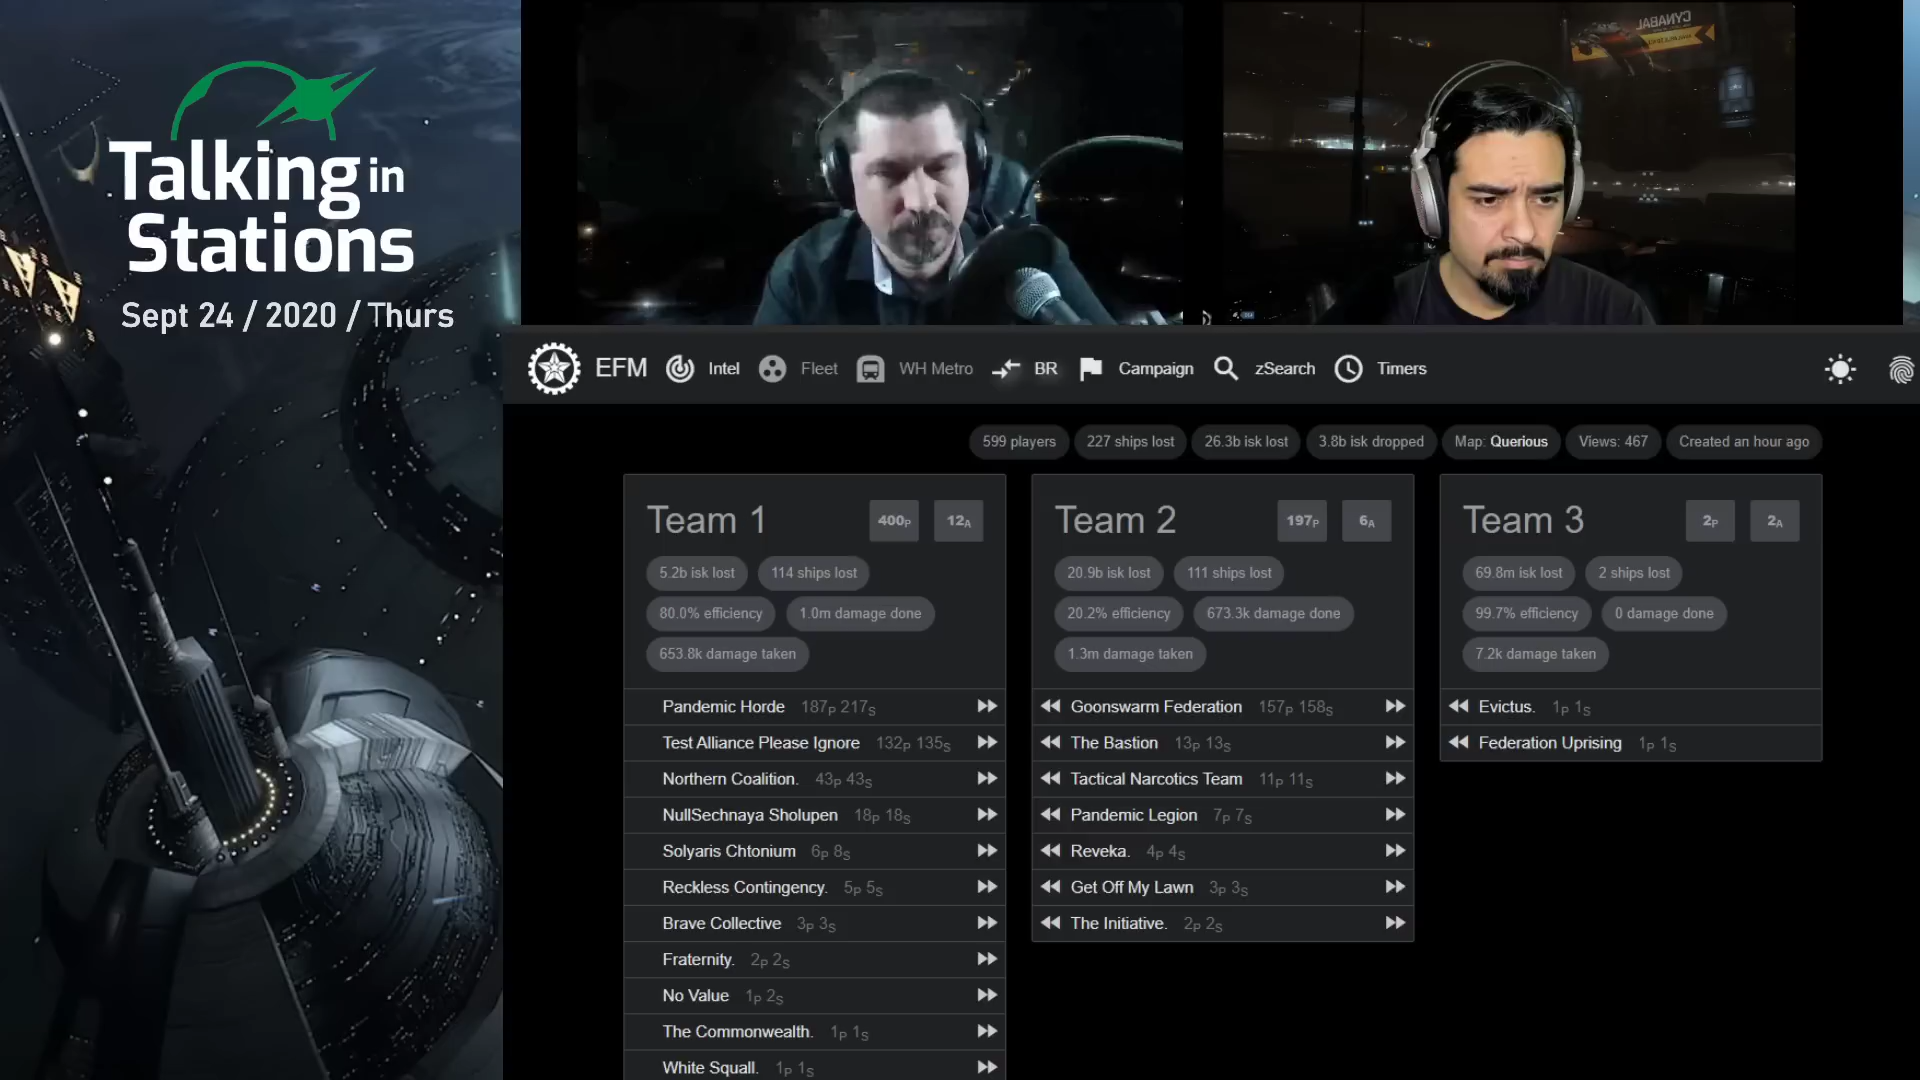 Talking in
Stations
Sept 24 / 2020 / Thurs
CYNABAL
EFM Intel Fleet WH Metro BR Campaign zSearch Timers
599 players 227 ships lost 26.3b isk lost 3.8b isk dropped Map: Querious Views: 467 Created an hour ago
Team 1 400P 12A
5.2b isk lost 114 ships lost
80.0% efficiency 1.0m damage done
653.8k damage taken
Pandemic Horde 187P 217S
Test Alliance Please Ignore 132P 135S
Northern Coalition. 43P 43S
NullSechnaya Sholupen 18P 18S
Solyaris Chtonium 6P 8S
Reckless Contingency. 5P 5S
Brave Collective 3P 3S
Fraternity. 2P 2S
No Value 1P 2S
The Commonwealth. 1P 1S
White Squall. 1P 1S
Team 2 197P 6A
20.9b isk lost 111 ships lost
20.2% efficiency 673.3k damage done
1.3m damage taken
Goonswarm Federation 157P 158S
The Bastion 13P 13S
Tactical Narcotics Team 11P 11S
Pandemic Legion 7P 7S
Reveka. 4P 4S
Get Off My Lawn 3P 3S
The Initiative. 2P 2S
Team 3 2P 2A
69.8m isk lost 2 ships lost
99.7% efficiency 0 damage done
7.2k damage taken
Evictus. 1P 1S
Federation Uprising 1P 1S